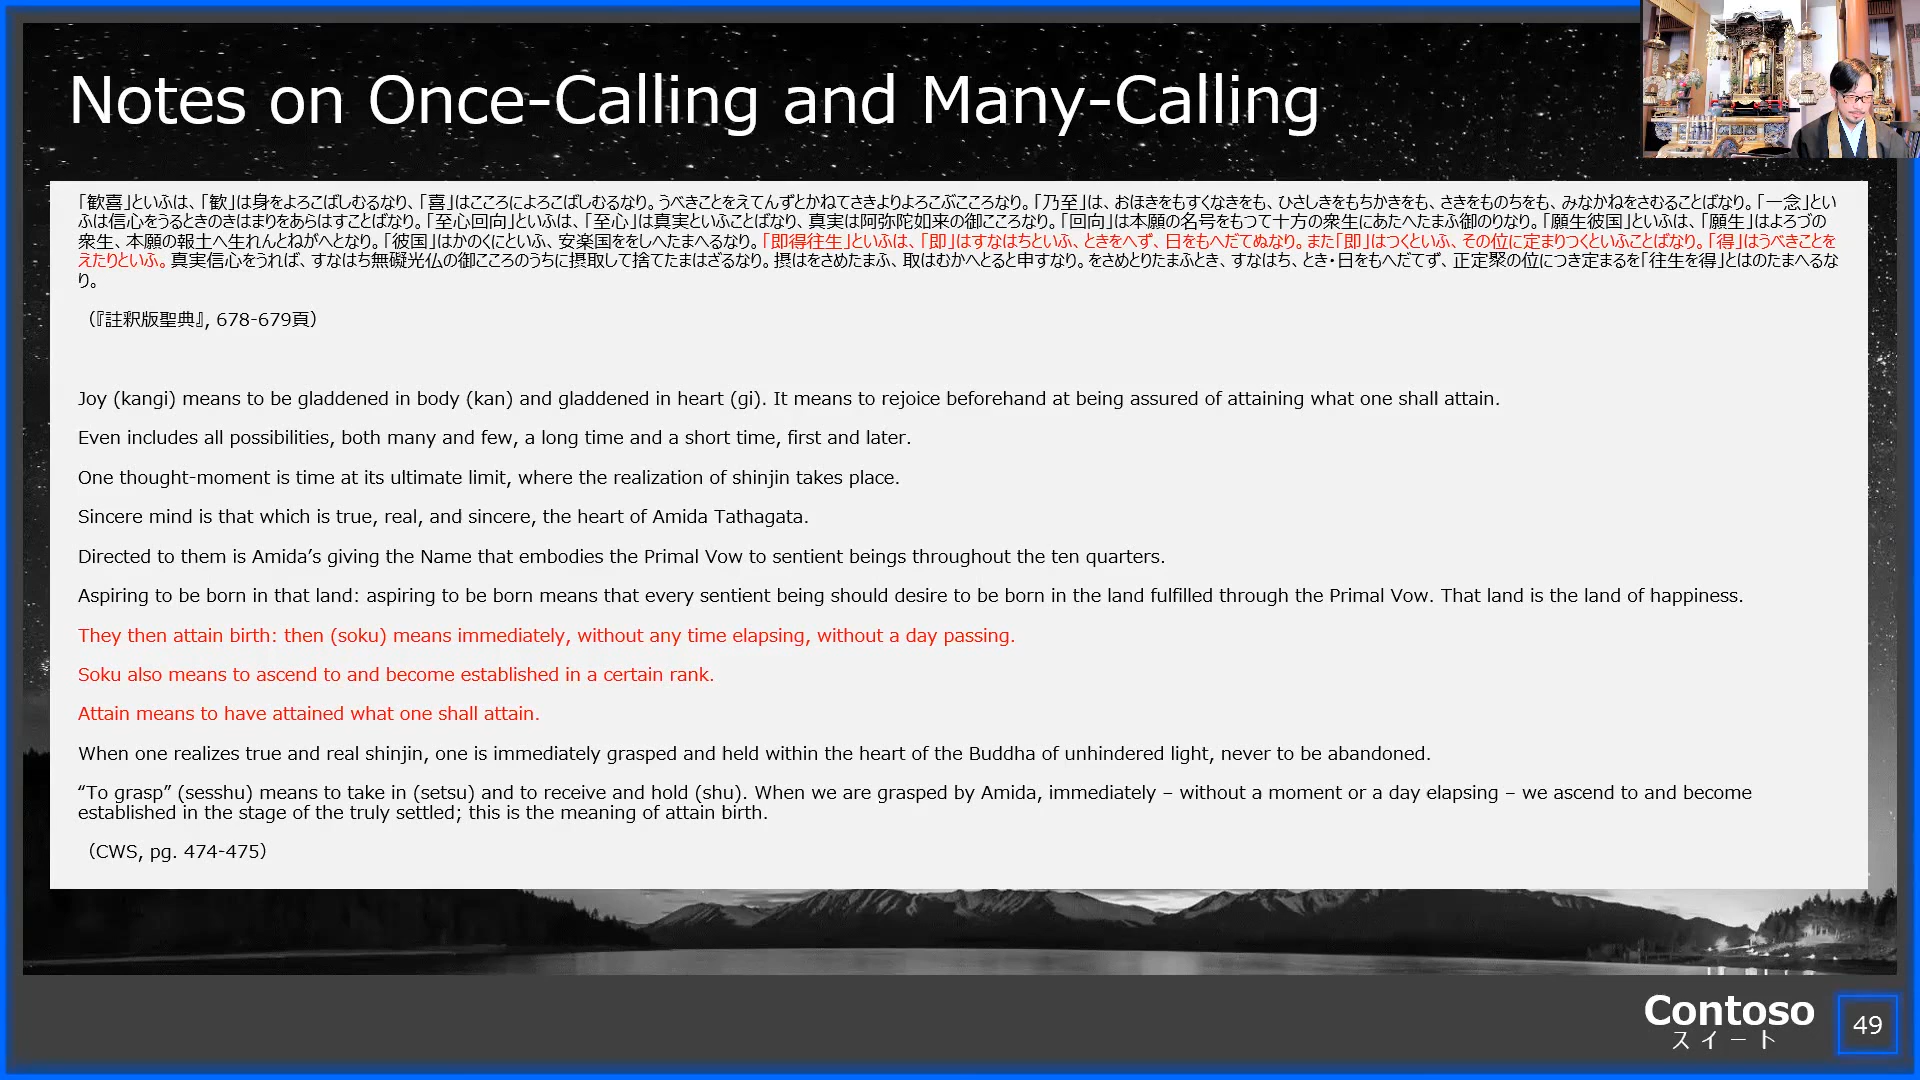 Notes on Once-Calling and Many-Calling
「歓喜」といふは、「歓」は身をよろこばしむるなり、「喜」はこころによろこばしむるなり。うべきことをえてんずとかねてさきよりよろこぶこころなり。「乃至」は、おほきをもすくなきをも、ひさしきをもちかきをも、さきをものちをも、みなかねをさむることばなり。「一念」とい
ふは信心をうるときのきはまりをあらはすことばなり。「至心回向」といふは、「至心」は真実といふことばなり、真実は阿弥陀如来の御こころなり。「回向」は本願の名号をもつて十方の衆生にあたへたまふ御のりなり。「願生彼国」といふは、「願生」はよろづの
衆生、本願の報土へ生れんとねがへとなり。「彼国」はかのくにといふ、安楽国ををしへたまへるなり。「即得往生」といふは、「即」はすなはちといふ、ときをへず、日をもへだてぬなり。また「即」はつくといふ、その位に定まりつくといふことばなり。「得」はうべきことを
えたりといふ。真実信心をうれば、すなはち無礙光仏の御こころのうちに摂取して捨てたまはざるなり。摂はをさめたまふ、取はむかへとると申すなり。をさめとりたまふとき、すなはち、とき・日をもへだてず、正定聚の位につき定まるを「往生を得」とはのたまへるな
り。
（『註釈版聖典』, 678-679頁）
Joy (kangi) means to be gladdened in body (kan) and gladdened in heart (gi). It means to rejoice beforehand at being assured of attaining what one shall attain.
Even includes all possibilities, both many and few, a long time and a short time, first and later.
One thought-moment is time at its ultimate limit, where the realization of shinjin takes place.
Sincere mind is that which is true, real, and sincere, the heart of Amida Tathagata.
Directed to them is Amida’s giving the Name that embodies the Primal Vow to sentient beings throughout the ten quarters.
Aspiring to be born in that land: aspiring to be born means that every sentient being should desire to be born in the land fulfilled through the Primal Vow. That land is the land of happiness.
They then attain birth: then (soku) means immediately, without any time elapsing, without a day passing.
Soku also means to ascend to and become established in a certain rank.
Attain means to have attained what one shall attain.
When one realizes true and real shinjin, one is immediately grasped and held within the heart of the Buddha of unhindered light, never to be abandoned.
“To grasp” (sesshu) means to take in (setsu) and to receive and hold (shu). When we are grasped by Amida, immediately – without a moment or a day elapsing – we ascend to and become
established in the stage of the truly settled; this is the meaning of attain birth.
（CWS, pg. 474-475）
Contoso
スイート
49